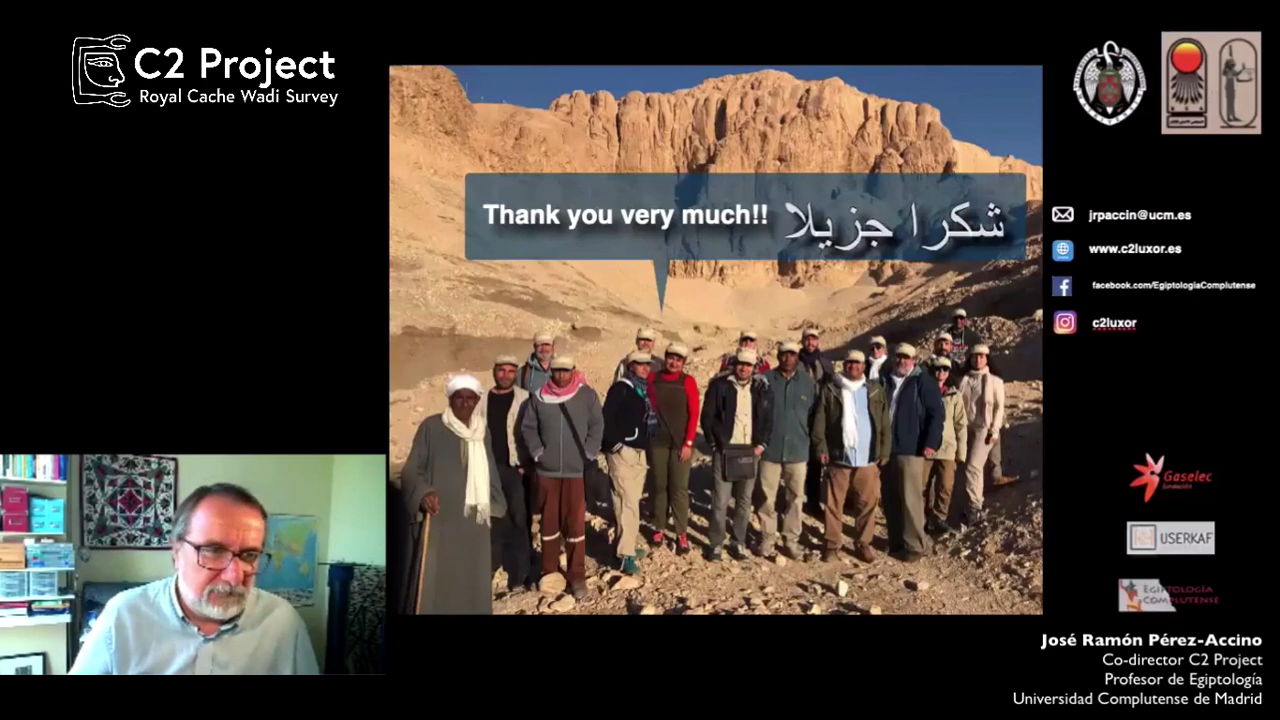 C2 Project
Royal Cache Wadi Survey
Thank you very much!! شكرا جزيلا
jrpaccin@ucm.es
www.c2luxor.es
facebook.com/EgiptologiaComplutense
c2luxor
Gaselec
Fundación
USERKAF
EGIPTOLOGÍA
COMPLUTENSE
José Ramón Pérez-Accino
Co-director C2 Project
Profesor de Egiptología
Universidad Complutense de Madrid